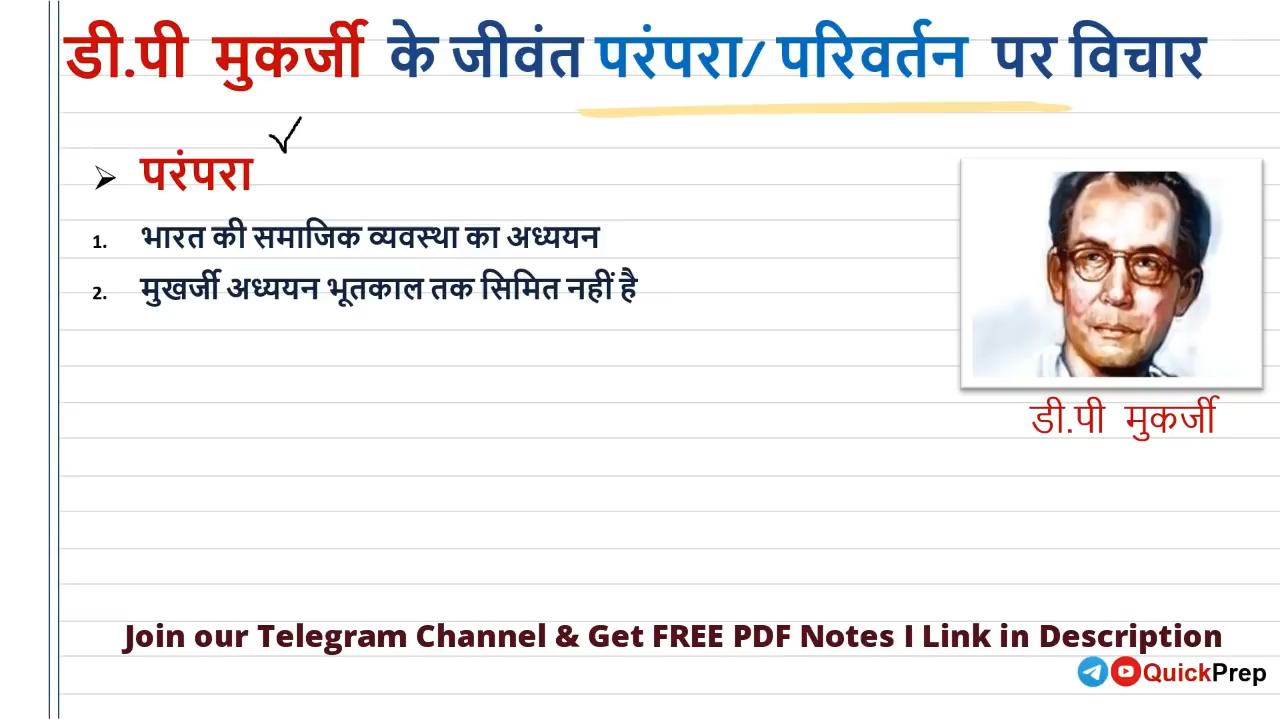 डी.पी मुकर्जी के जीवंत परंपरा/ परिवर्तन पर विचार
➢ परंपरा
1. भारत की समाजिक व्यवस्था का अध्ययन
2. मुखर्जी अध्ययन भूतकाल तक सिमित नहीं है
डी.पी मुकर्जी
Join our Telegram Channel & Get FREE PDF Notes I Link in Description
QuickPrep